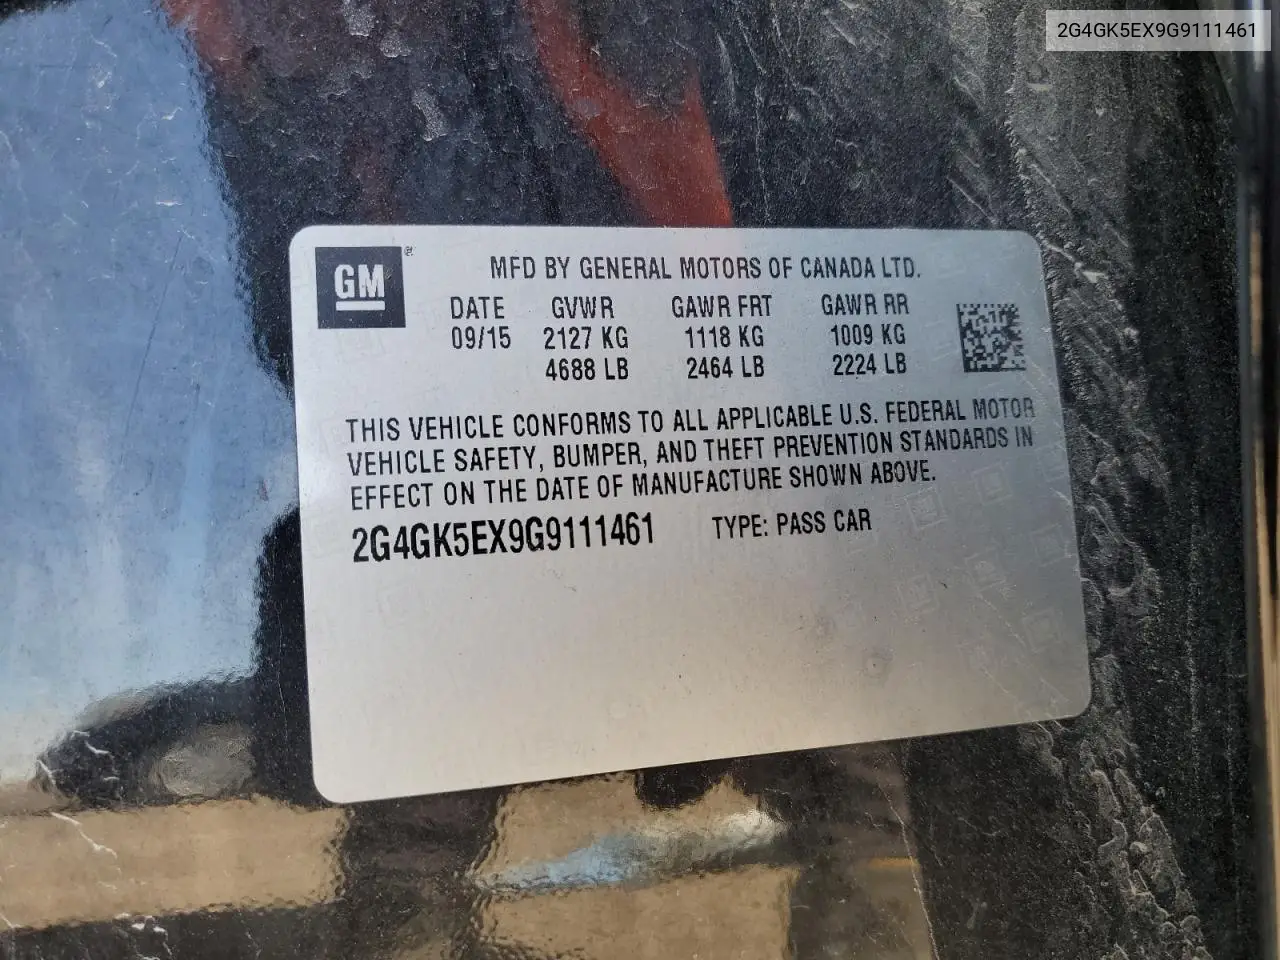 2G4GK5EX9G9111461
GM ®
MFD BY GENERAL MOTORS OF CANADA LTD.
DATE GVWR GAWR FRT GAWR RR
09/15 2127 KG 1118 KG 1009 KG
4688 LB 2464 LB 2224 LB
THIS VEHICLE CONFORMS TO ALL APPLICABLE U.S. FEDERAL MOTOR
VEHICLE SAFETY, BUMPER, AND THEFT PREVENTION STANDARDS IN
EFFECT ON THE DATE OF MANUFACTURE SHOWN ABOVE.
2G4GK5EX9G9111461 TYPE: PASS CAR